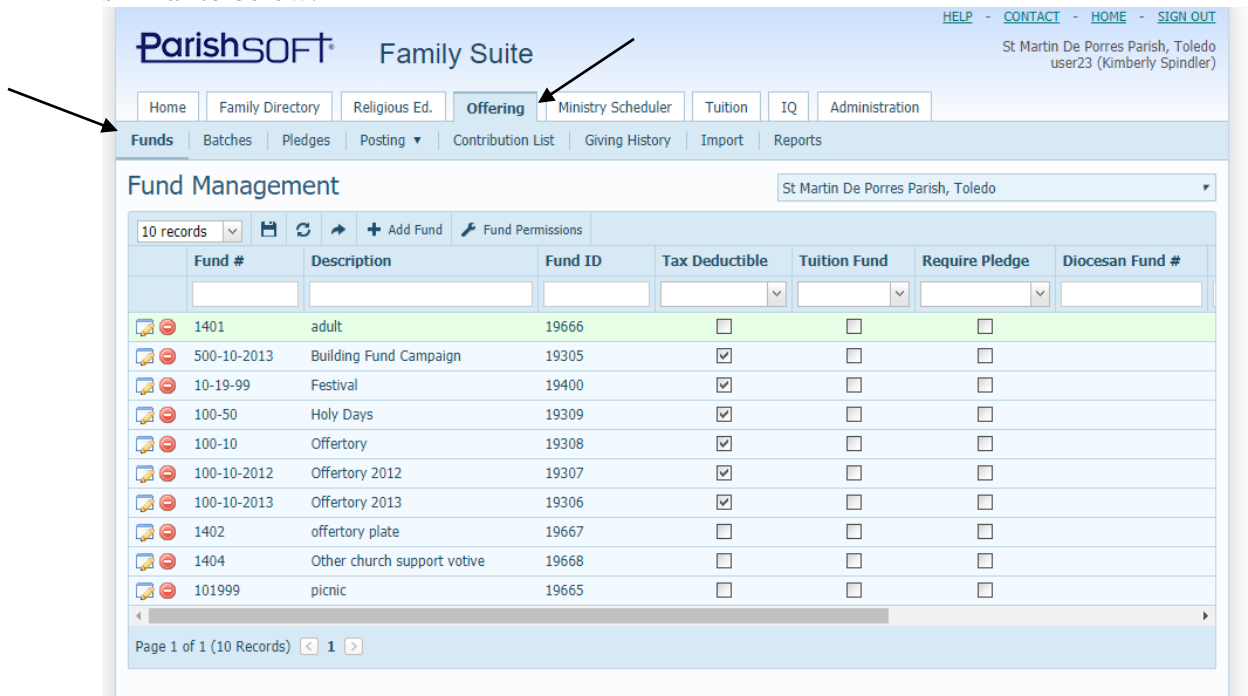 HELP - CONTACT - HOME - SIGN OUT
ParishSOFT Family Suite
St Martin De Porres Parish, Toledo
user23 (Kimberly Spindler)
Home Family Directory Religious Ed. Offering Ministry Scheduler Tuition IQ Administration
Funds Batches Pledges Posting ▼ Contribution List Giving History Import Reports
Fund Management
St Martin De Porres Parish, Toledo
10 records + Add Fund Fund Permissions
Fund # Description Fund ID Tax Deductible Tuition Fund Require Pledge Diocesan Fund #
1401 adult 19666
500-10-2013 Building Fund Campaign 19305
10-19-99 Festival 19400
100-50 Holy Days 19309
100-10 Offertory 19308
100-10-2012 Offertory 2012 19307
100-10-2013 Offertory 2013 19306
1402 offertory plate 19667
1404 Other church support votive 19668
101999 picnic 19665
Page 1 of 1 (10 Records) < 1 >